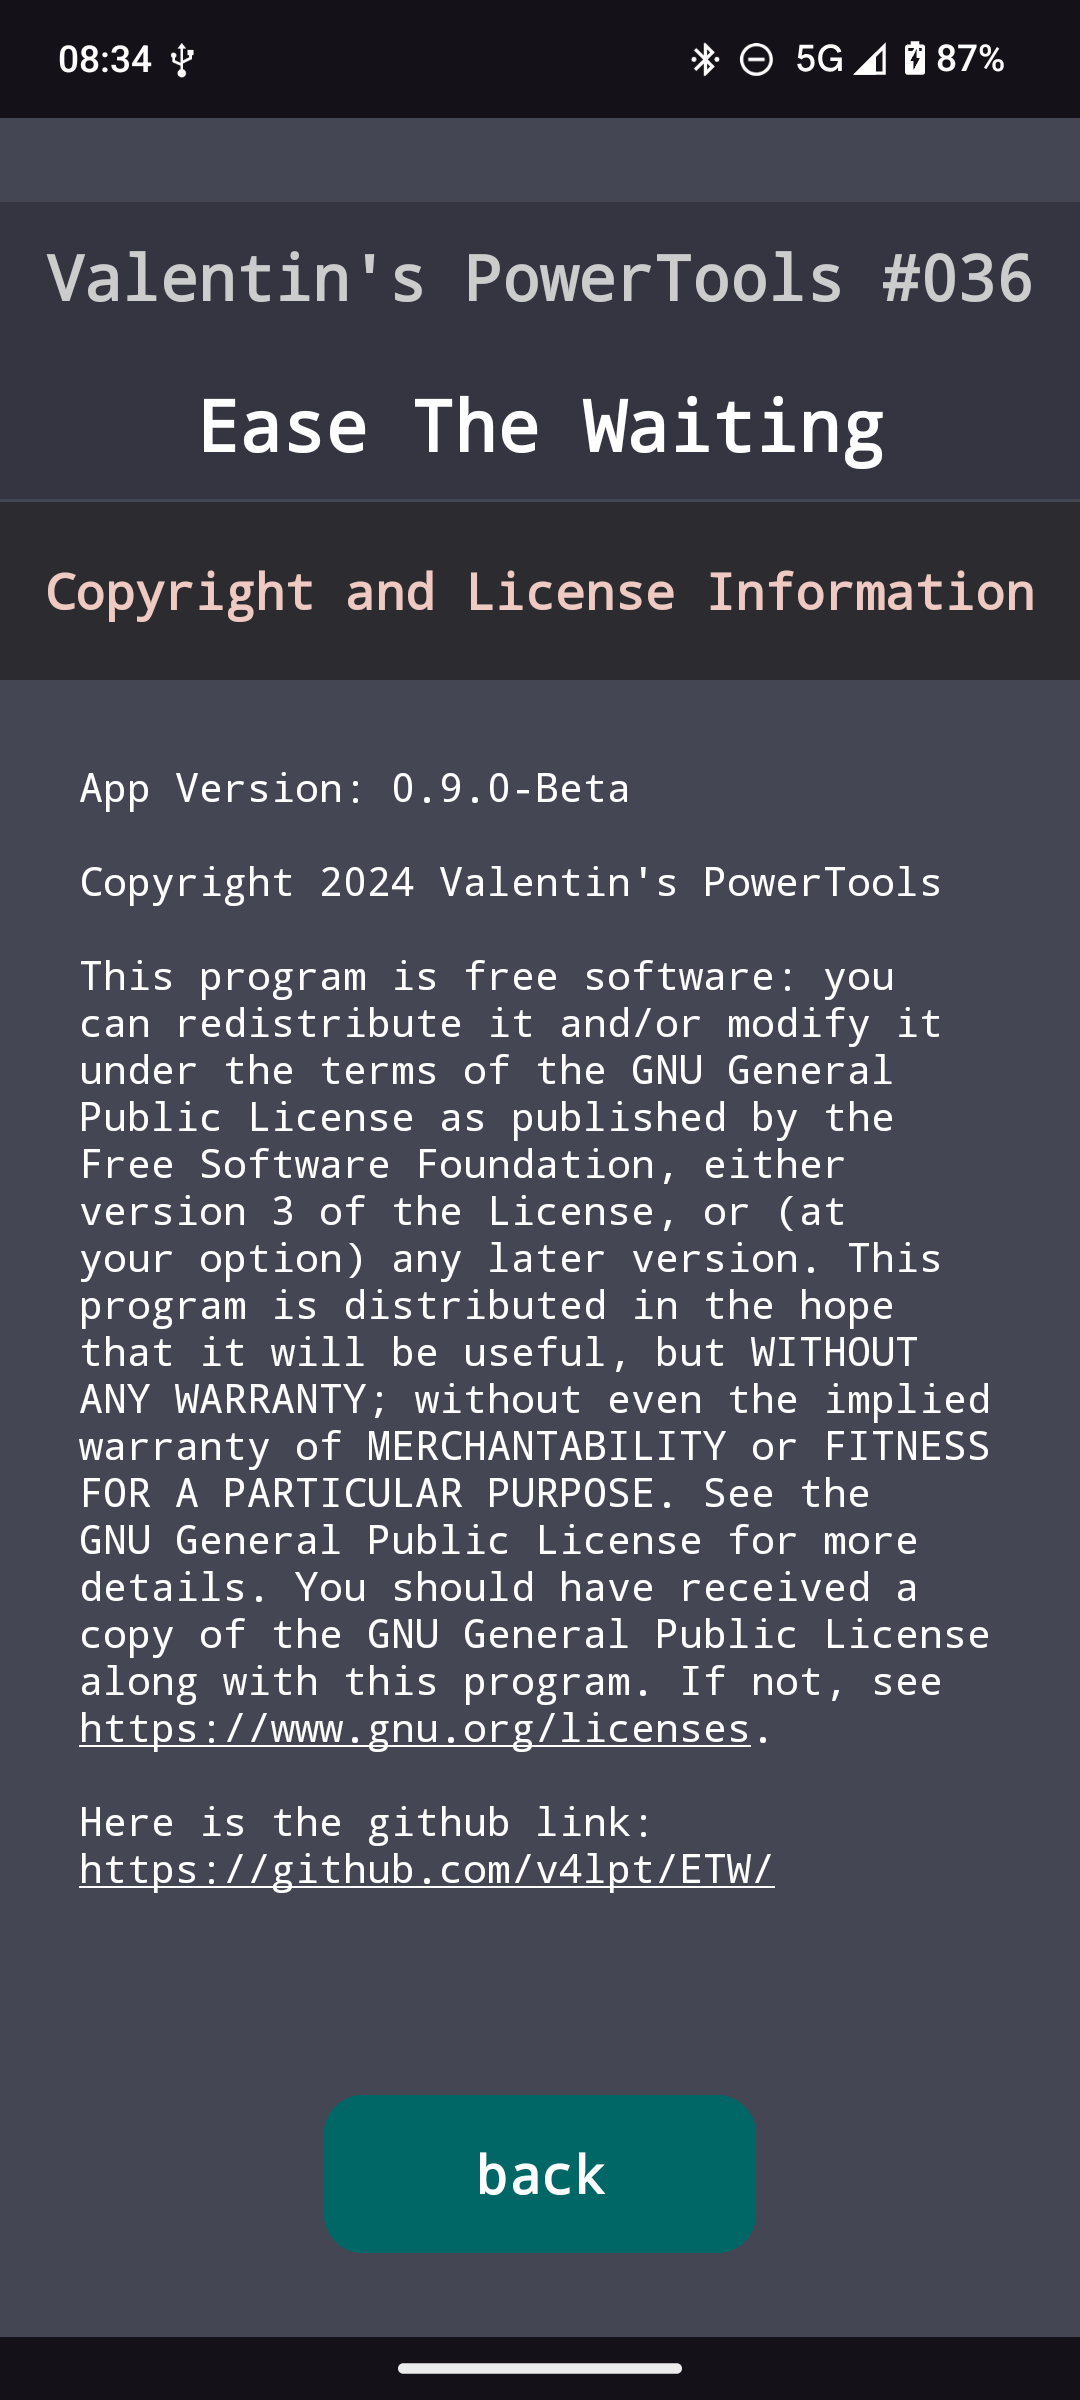 08:34 5G 87%
Valentin's PowerTools #036
Ease The Waiting
Copyright and License Information
App Version: 0.9.0-Beta
Copyright 2024 Valentin's PowerTools
This program is free software: you
can redistribute it and/or modify it
under the terms of the GNU General
Public License as published by the
Free Software Foundation, either
version 3 of the License, or (at
your option) any later version. This
program is distributed in the hope
that it will be useful, but WITHOUT
ANY WARRANTY; without even the implied
warranty of MERCHANTABILITY or FITNESS
FOR A PARTICULAR PURPOSE. See the
GNU General Public License for more
details. You should have received a
copy of the GNU General Public License
along with this program. If not, see
https://www.gnu.org/licenses.
Here is the github link:
https://github.com/v4lpt/ETW/
back